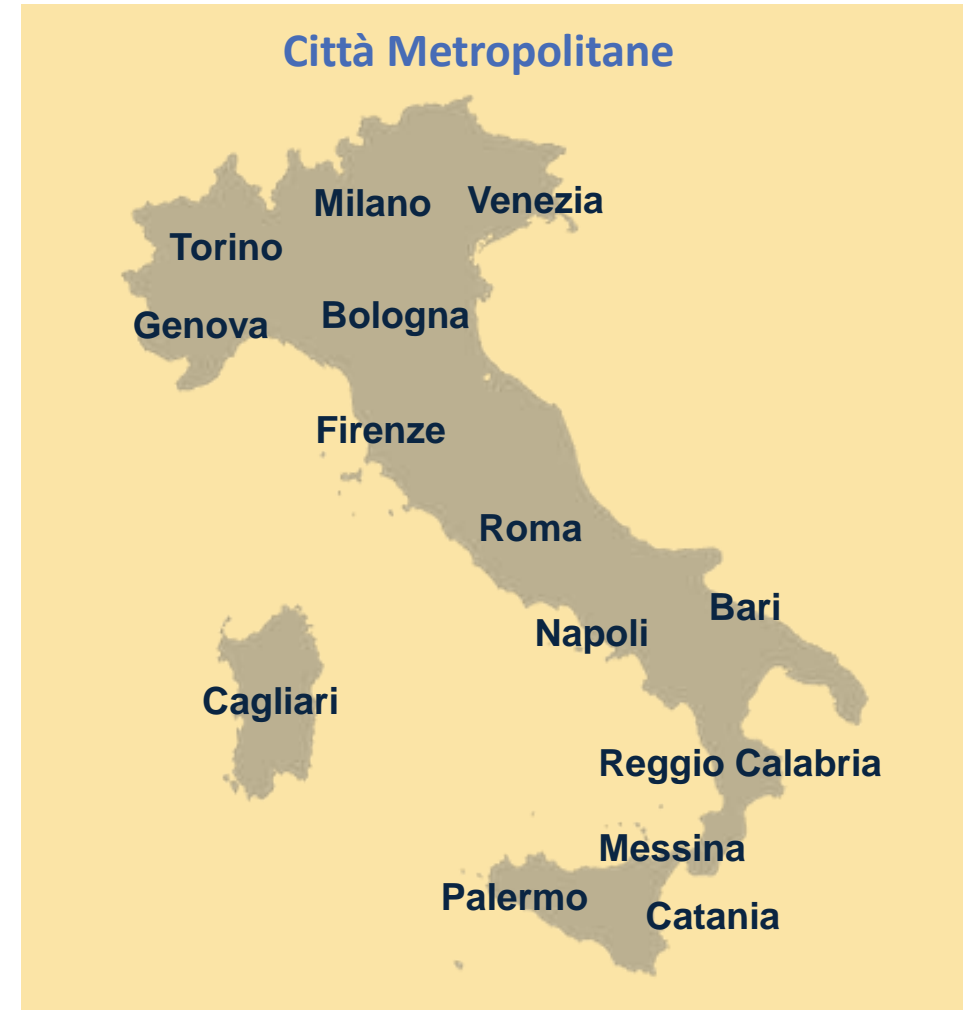 Città Metropolitane
Milano
Venezia
Torino
Genova
Bologna
Firenze
Roma
Bari
Napoli
Cagliari
Reggio Calabria
Messina
Palermo
Catania